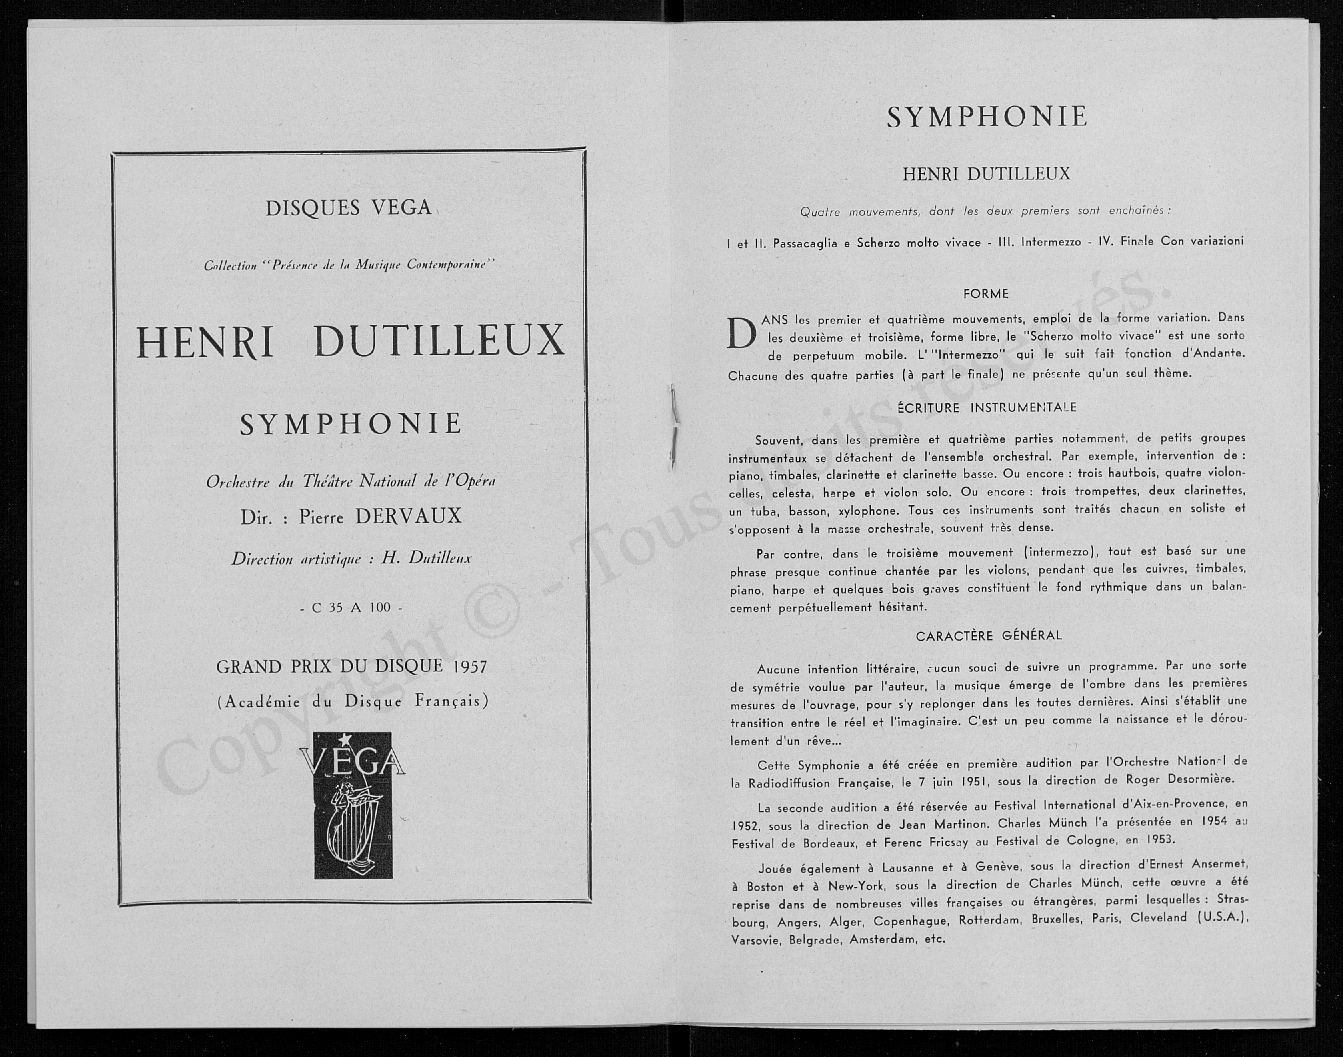 DISQUES VEGA
Collection "Présence de la Musique Contemporaine"
HENRI DUTILLEUX
SYMPHONIE
Orchestre du Théâtre National de l'Opéra
Dir. : Pierre DERVAUX
Direction artistique : H. Dutilleux
- C 35 A 100 -
GRAND PRIX DU DISQUE 1957
(Académie du Disque Français)
VEGA
SYMPHONIE
HENRI DUTILLEUX
Quatre mouvements, dont les deux premiers sont enchaînés :
I et II. Passacaglia e Scherzo molto vivace - III. Intermezzo - IV. Finale Con variazioni
FORME
DANS les premier et quatrième mouvements, emploi de la forme variation. Dans
les deuxième et troisième, forme libre, le "Scherzo molto vivace" est une sorte
de perpetuum mobile. L' "Intermezzo" qui le suit fait fonction d'Andante.
Chacune des quatre parties (à part le finale) ne présente qu'un seul thème.
ÉCRITURE INSTRUMENTALE
Souvent, dans les première et quatrième parties notamment, de petits groupes
instrumentaux se détachent de l'ensemble orchestral. Par exemple, intervention de :
piano, timbales, clarinette et clarinette basse. Ou encore : trois hautbois, quatre violon-
celles, celesta, harpe et violon solo. Ou encore : trois trompettes, deux clarinettes,
un tuba, basson, xylophone. Tous ces instruments sont traités chacun en soliste et
s'opposent à la masse orchestrale, souvent très dense.
Par contre, dans le troisième mouvement (intermezzo), tout est basé sur une
phrase presque continue chantée par les violons, pendant que les cuivres, timbales,
piano, harpe et quelques bois graves constituent le fond rythmique dans un balan-
cement perpétuellement hésitant.
CARACTÈRE GÉNÉRAL
Aucune intention littéraire, aucun souci de suivre un programme. Par une sorte
de symétrie voulue par l'auteur, la musique émerge de l'ombre dans les premières
mesures de l'ouvrage, pour s'y replonger dans les toutes dernières. Ainsi s'établit une
transition entre le réel et l'imaginaire. C'est un peu comme la naissance et le dérou-
lement d'un rêve...
Cette Symphonie a été créée en première audition par l'Orchestre National de
la Radiodiffusion Française, le 7 juin 1951, sous la direction de Roger Desormière.
La seconde audition a été réservée au Festival International d'Aix-en-Provence, en
1952, sous la direction de Jean Martinon. Charles Münch l'a présentée en 1954 au
Festival de Bordeaux, et Ferenc Fricsay au Festival de Cologne, en 1953.
Jouée également à Lausanne et à Genève, sous la direction d'Ernest Ansermet,
à Boston et à New-York, sous la direction de Charles Münch, cette œuvre a été
reprise dans de nombreuses villes françaises ou étrangères, parmi lesquelles : Stras-
bourg, Angers, Alger, Copenhague, Rotterdam, Bruxelles, Paris, Cleveland (U.S.A.),
Varsovie, Belgrade, Amsterdam, etc.
Copyright © - Tous droits réservés.